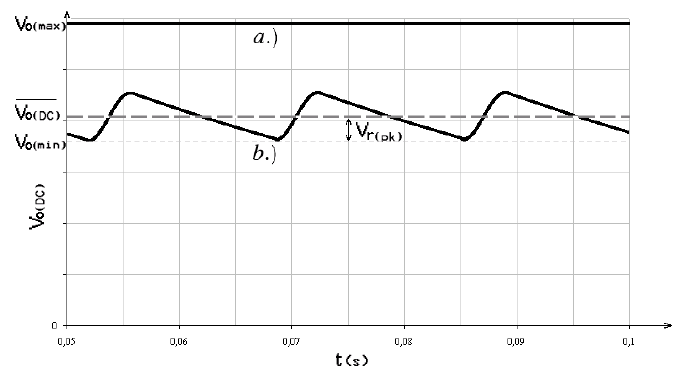 Vo(max)
a.)
Vo(DC)
Vo(min)
Vr(pk)
b.)
Vo(DC)
0
0,05 0,06 0,07 0,08 0,09 0,1
t(s)